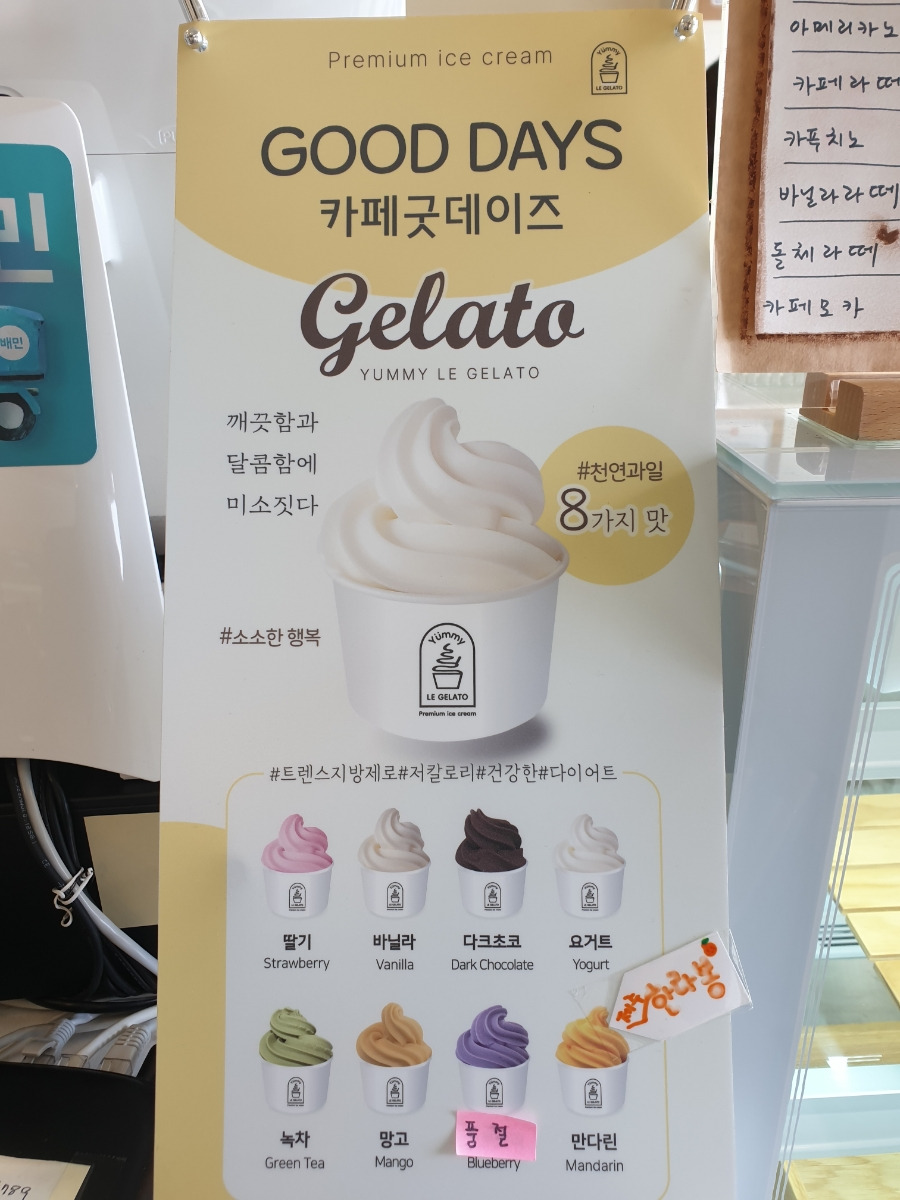 Premium ice cream
Yummy
LE GELATO
GOOD DAYS
카페굿데이즈
Gelato
YUMMY LE GELATO
깨끗함과
달콤함에
미소짓다
#천연과일
8가지 맛
#소소한 행복
Yümmy
LE GELATO
Premium ice cream
#트렌스지방제로#저칼로리#건강한#다이어트
딸기
Strawberry
바닐라
Vanilla
다크초코
Dark Chocolate
요거트
Yogurt
한라봉
녹차
Green Tea
망고
Mango
품절
Blueberry
만다린
Mandarin
아메리카노
카페라떼
카푸치노
바닐라라떼
돌체라떼
카페모카
민
배민
789